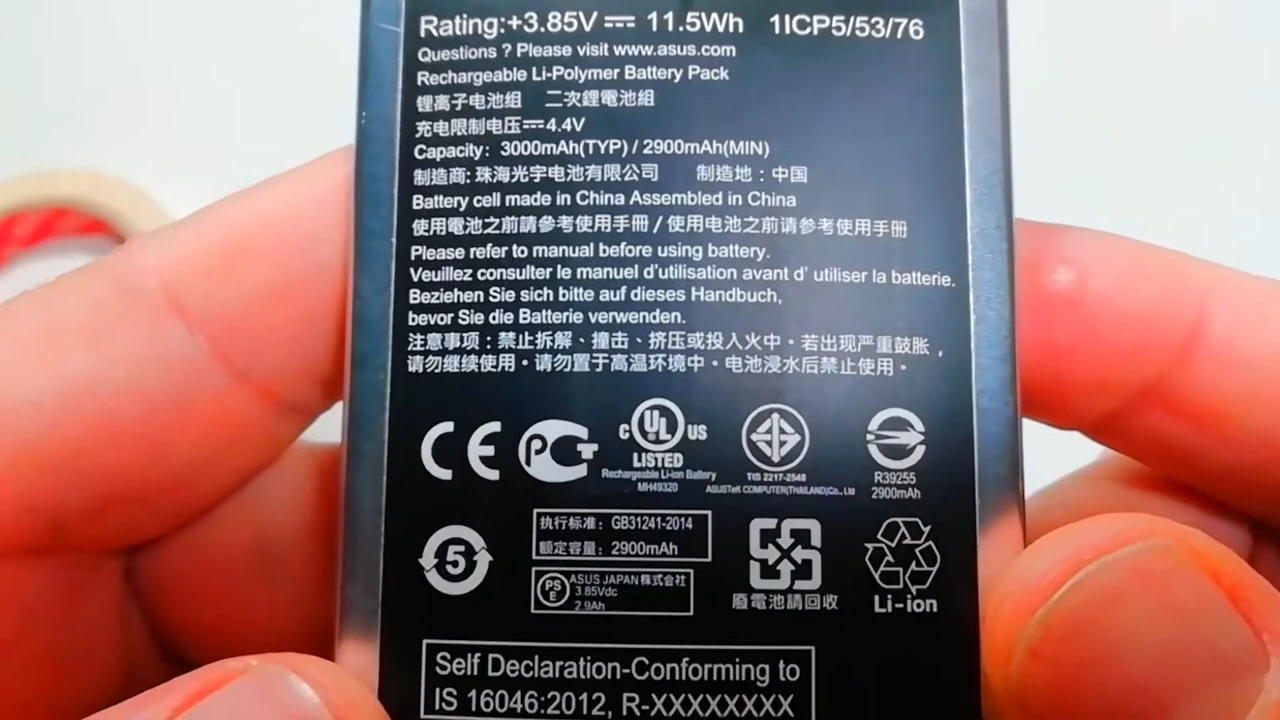 Rating:+3.85V⎓ 11.5Wh 1ICP5/53/76
Questions ? Please visit www.asus.com
Rechargeable Li-Polymer Battery Pack
锂离子电池组 二次鋰電池組
充电限制电压⎓4.4V
Capacity: 3000mAh(TYP) / 2900mAh(MIN)
制造商: 珠海光宇电池有限公司 制造地：中国
Battery cell made in China Assembled in China
使用電池之前請參考使用手冊 / 使用电池之前请参考使用手册
Please refer to manual before using battery.
Veuillez consulter le manuel d'utilisation avant d' utiliser la batterie.
Beziehen Sie sich bitte auf dieses Handbuch,
bevor Sie die Batterie verwenden.
注意事项：禁止拆解、撞击、挤压或投入火中。若出现严重鼓胀，
请勿继续使用。请勿置于高温环境中。电池浸水后禁止使用。
CE PCT c UL US
LISTED
Rechargeable Li-ion Battery
MH49320
TIS 2217-2548
ASUSTeK COMPUTER(THAILAND)Co., Ltd
R39255
2900mAh
5
执行标准：GB31241-2014
额定容量：2900mAh
PSE ASUS JAPAN株式会社
3.85Vdc
2.9Ah
廢電池請回收
Li-ion
Self Declaration-Conforming to
IS 16046:2012, R-XXXXXXXX